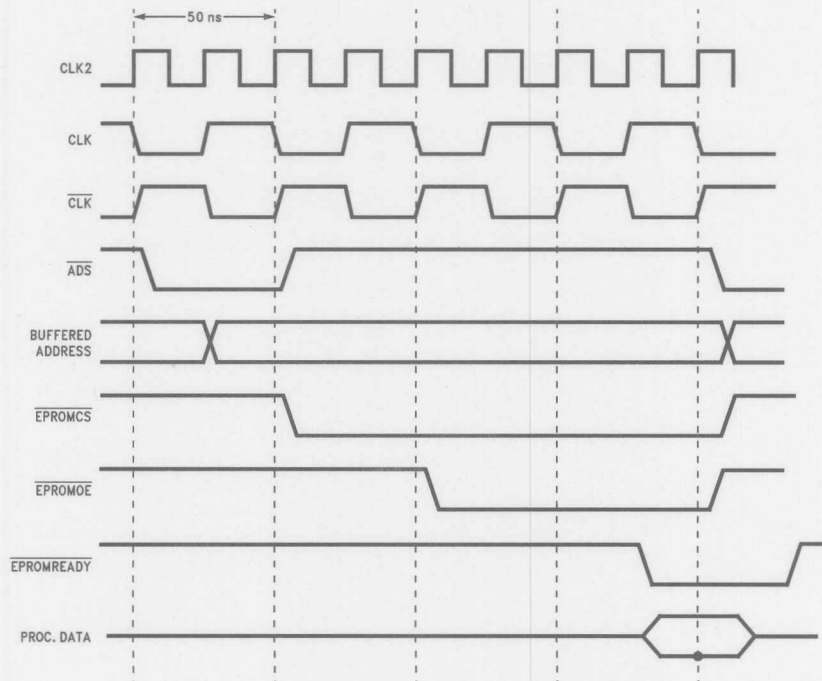 50 ns
CLK2
CLK
CLK
ADS
BUFFERED
ADDRESS
EPROMCS
EPROMOE
EPROMREADY
PROC. DATA